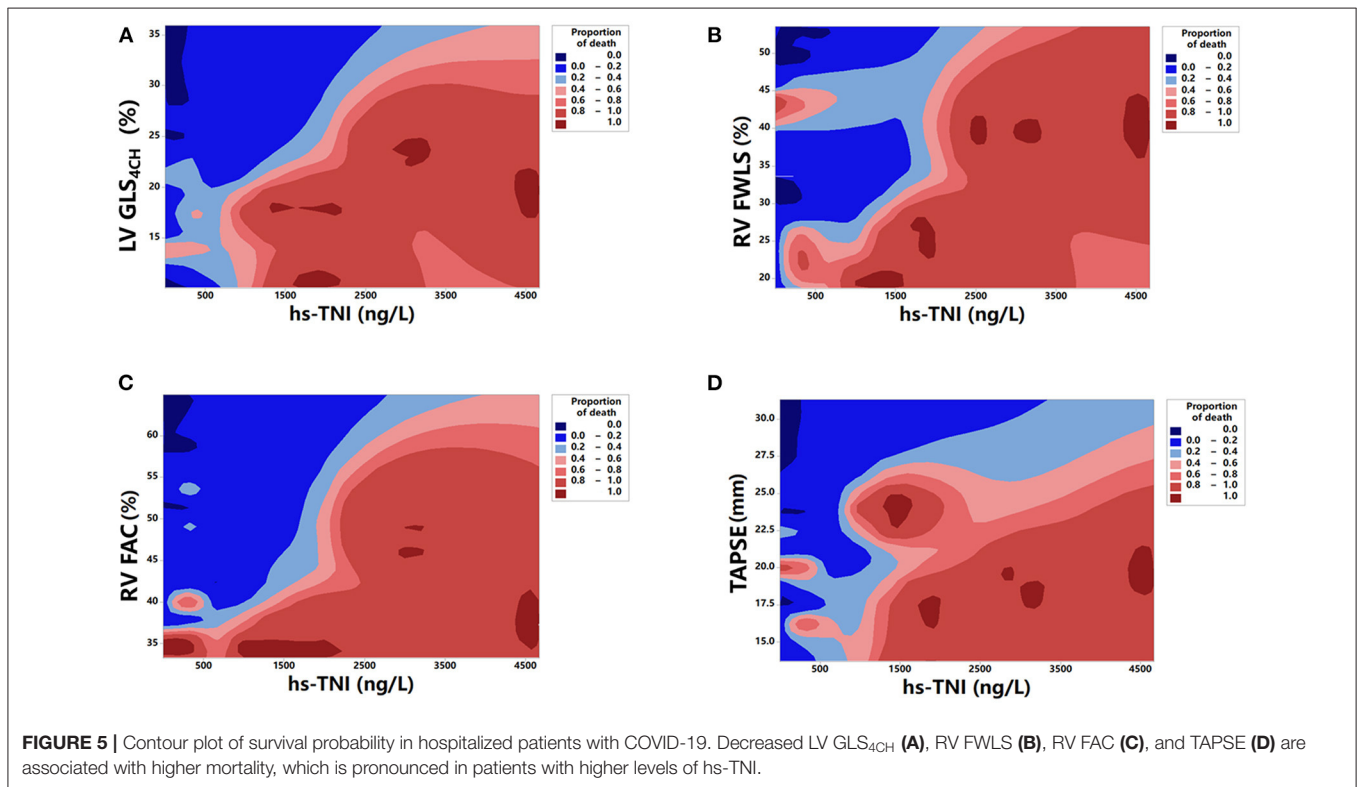 A
35
30
25
20
15
LV GLS4CH (%)
500 1500 2500 3500 4500
hs-TNI (ng/L)
Proportion
of death
0.0
0.0 – 0.2
0.2 – 0.4
0.4 – 0.6
0.6 – 0.8
0.8 – 1.0
1.0
B
50
45
40
35
30
25
20
RV FWLS (%)
500 1500 2500 3500 4500
hs-TNI (ng/L)
Proportion
of death
0.0
0.0 – 0.2
0.2 – 0.4
0.4 – 0.6
0.6 – 0.8
0.8 – 1.0
1.0
C
60
55
50
45
40
35
RV FAC (%)
500 1500 2500 3500 4500
hs-TNI (ng/L)
Proportion
of death
0.0
0.0 – 0.2
0.2 – 0.4
0.4 – 0.6
0.6 – 0.8
0.8 – 1.0
1.0
D
30.0
27.5
25.0
22.5
20.0
17.5
15.0
TAPSE (mm)
500 1500 2500 3500 4500
hs-TNI (ng/L)
Proportion
of death
0.0
0.0 – 0.2
0.2 – 0.4
0.4 – 0.6
0.6 – 0.8
0.8 – 1.0
1.0
FIGURE 5 | Contour plot of survival probability in hospitalized patients with COVID-19. Decreased LV GLS4CH (A), RV FWLS (B), RV FAC (C), and TAPSE (D) are
associated with higher mortality, which is pronounced in patients with higher levels of hs-TNI.